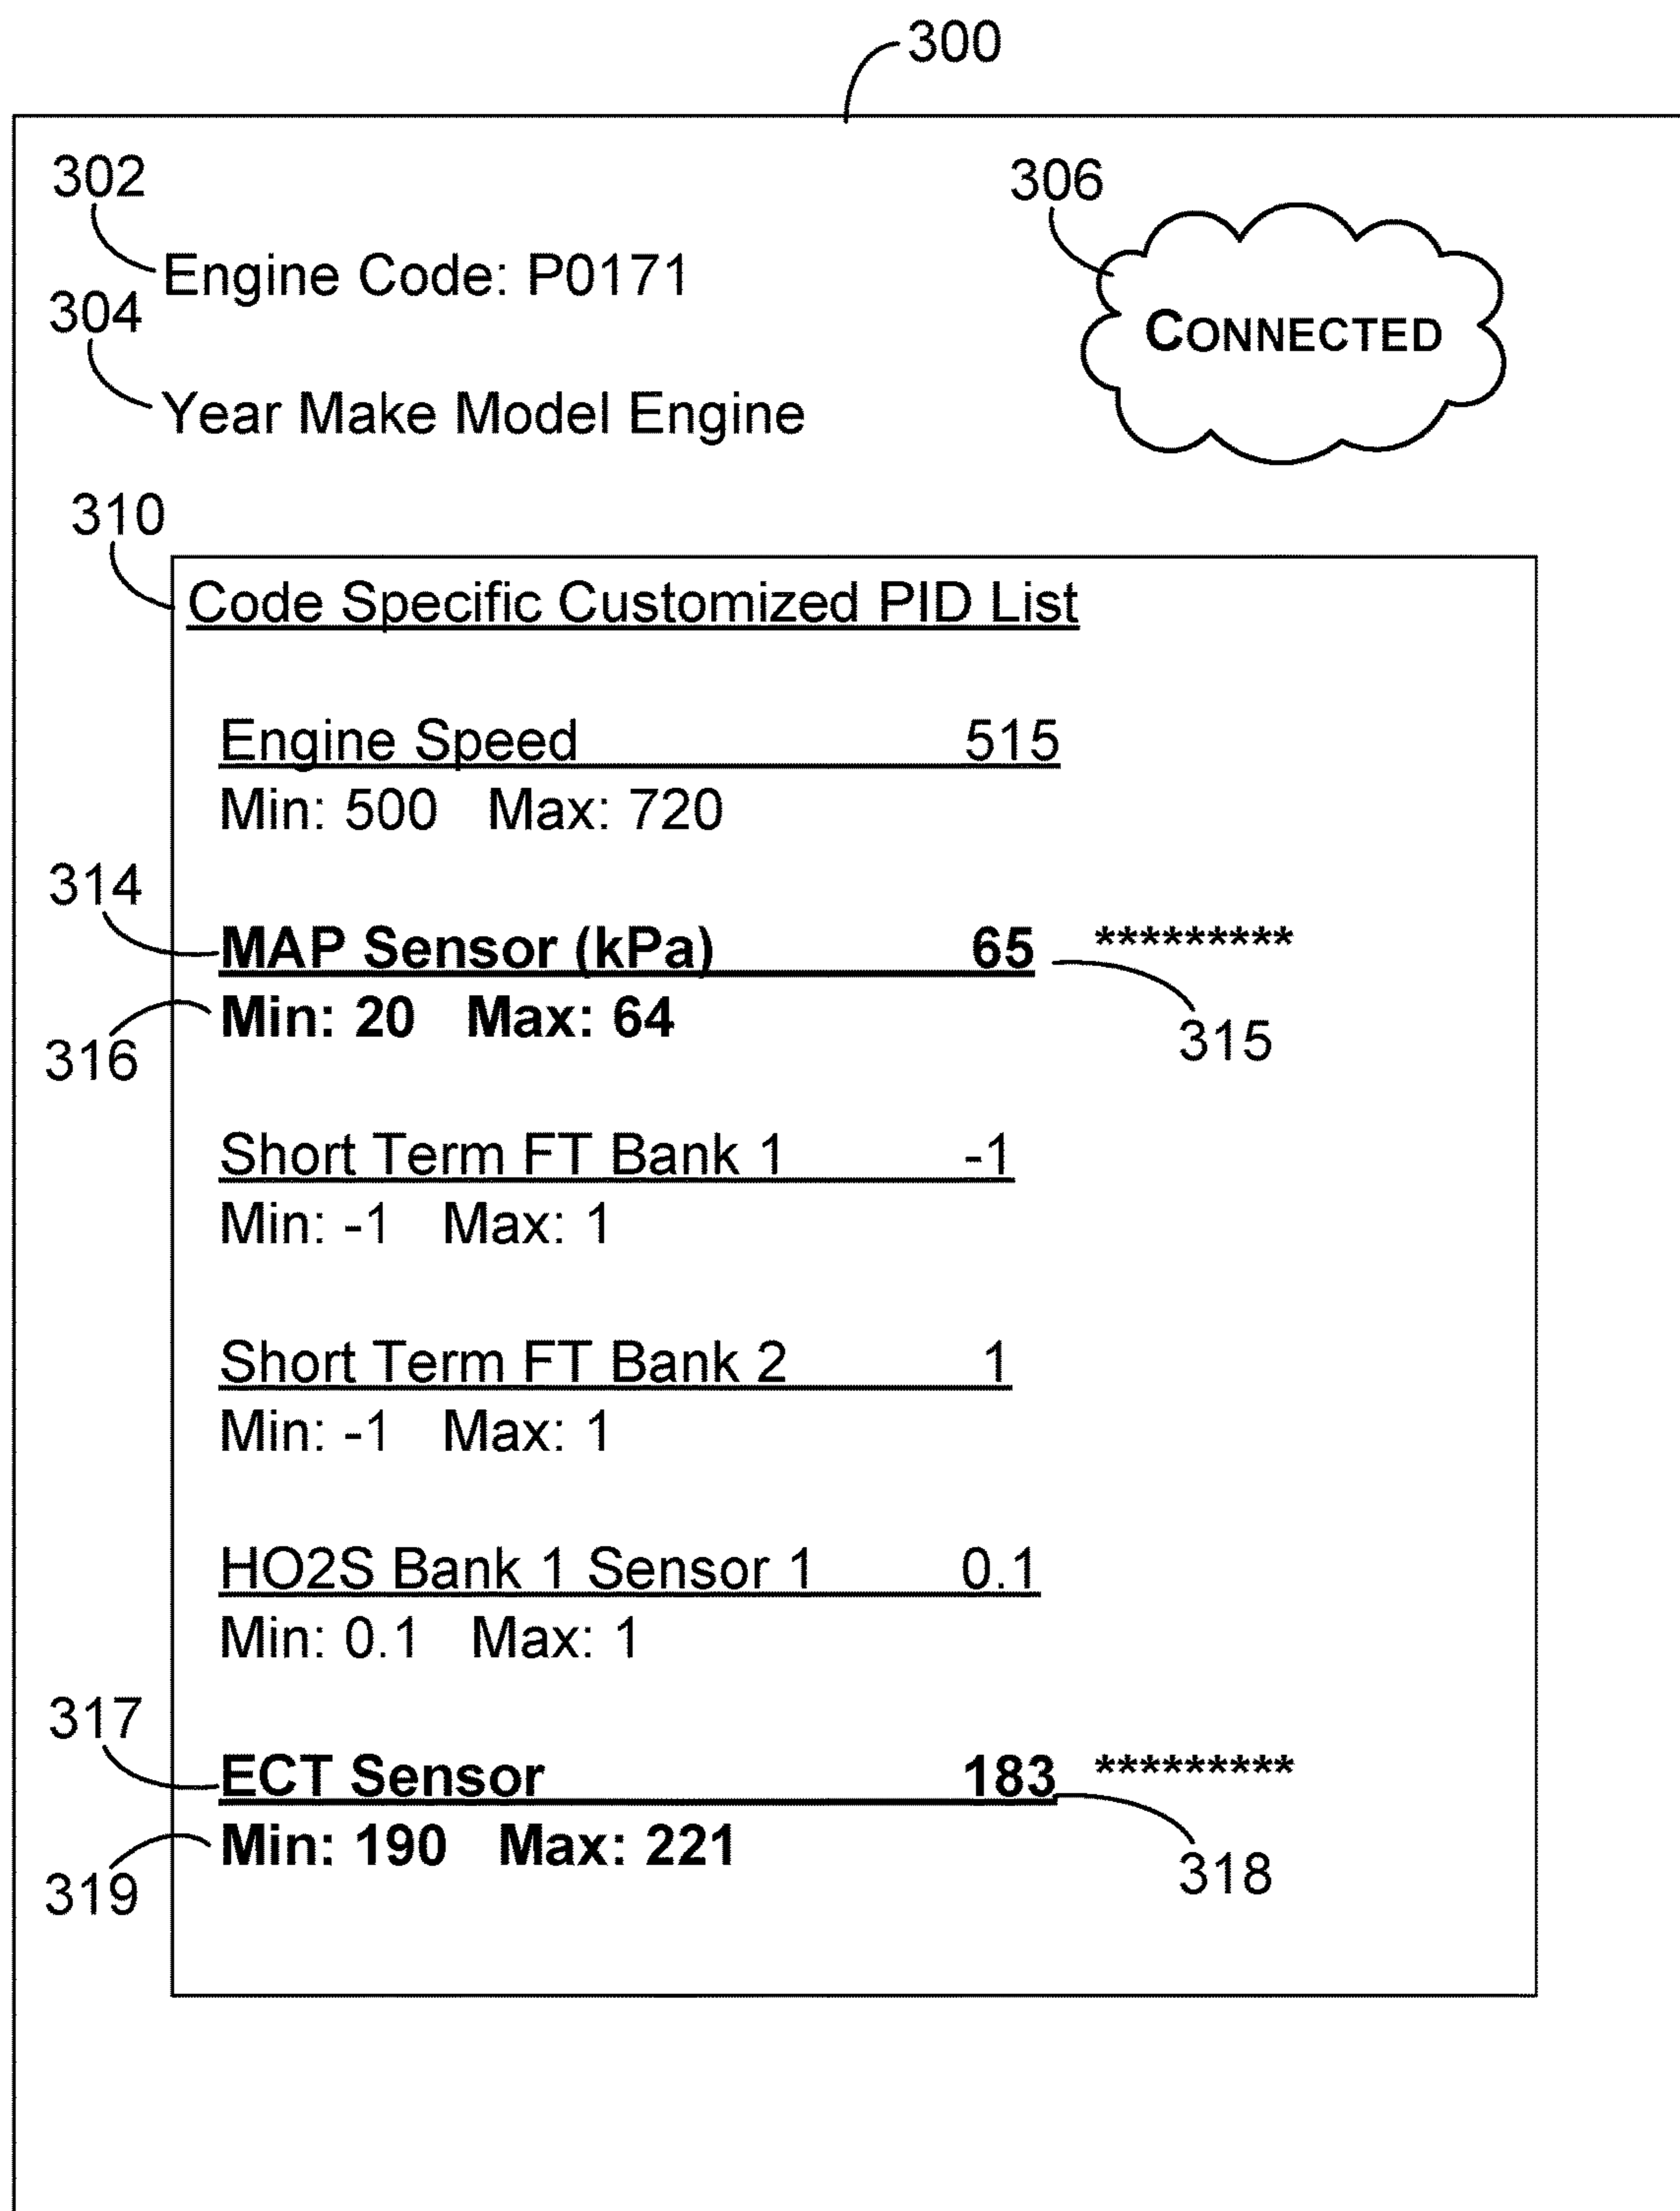 300
302
306
Engine Code: P0171
304
CONNECTED
Year Make Model Engine
310
Code Specific Customized PID List
Engine Speed 515
Min: 500 Max: 720
314
MAP Sensor (kPa) 65 *********
Min: 20 Max: 64
316
315
Short Term FT Bank 1 -1
Min: -1 Max: 1
Short Term FT Bank 2 1
Min: -1 Max: 1
HO2S Bank 1 Sensor 1 0.1
Min: 0.1 Max: 1
317
ECT Sensor 183 *********
Min: 190 Max: 221
319
318